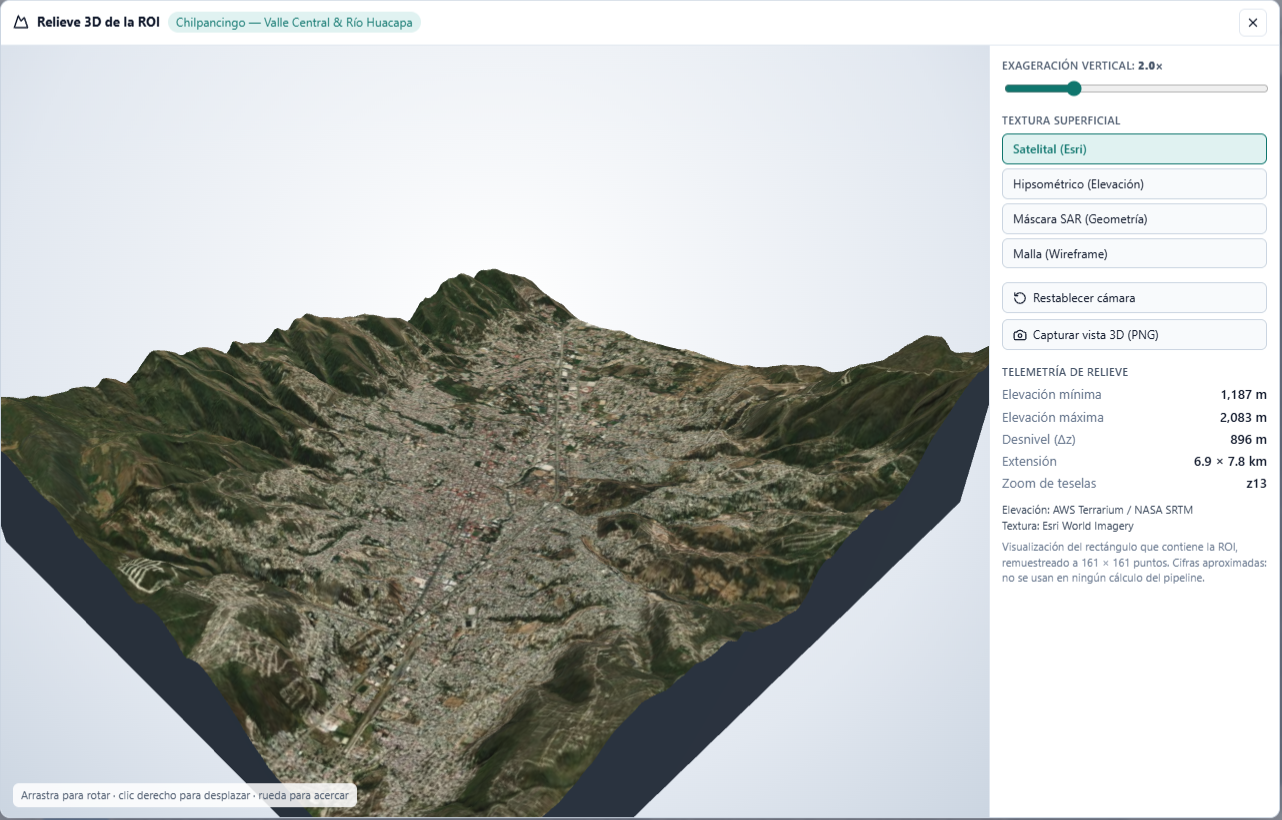 Relieve 3D de la ROI
Chilpancingo — Valle Central & Río Huacapa
EXAGERACIÓN VERTICAL: 2.0×
TEXTURA SUPERFICIAL
Satelital (Esri)
Hipsométrico (Elevación)
Máscara SAR (Geometría)
Malla (Wireframe)
Restablecer cámara
Capturar vista 3D (PNG)
TELEMETRÍA DE RELIEVE
Elevación mínima 1,187 m
Elevación máxima 2,083 m
Desnivel (Δz) 896 m
Extensión 6.9 × 7.8 km
Zoom de teselas z13
Elevación: AWS Terrarium / NASA SRTM
Textura: Esri World Imagery
Visualización del rectángulo que contiene la ROI,
remuestreado a 161 × 161 puntos. Cifras aproximadas:
no se usan en ningún cálculo del pipeline.
Arrastra para rotar · clic derecho para desplazar · rueda para acercar